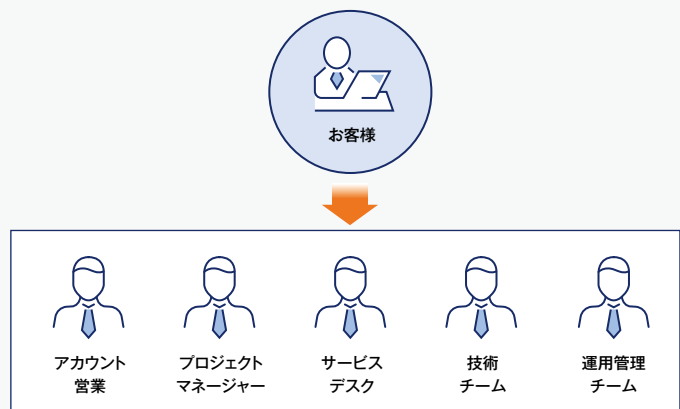 お客様
アカウント
営業
プロジェクト
マネージャー
サービス
デスク
技術
チーム
運用管理
チーム